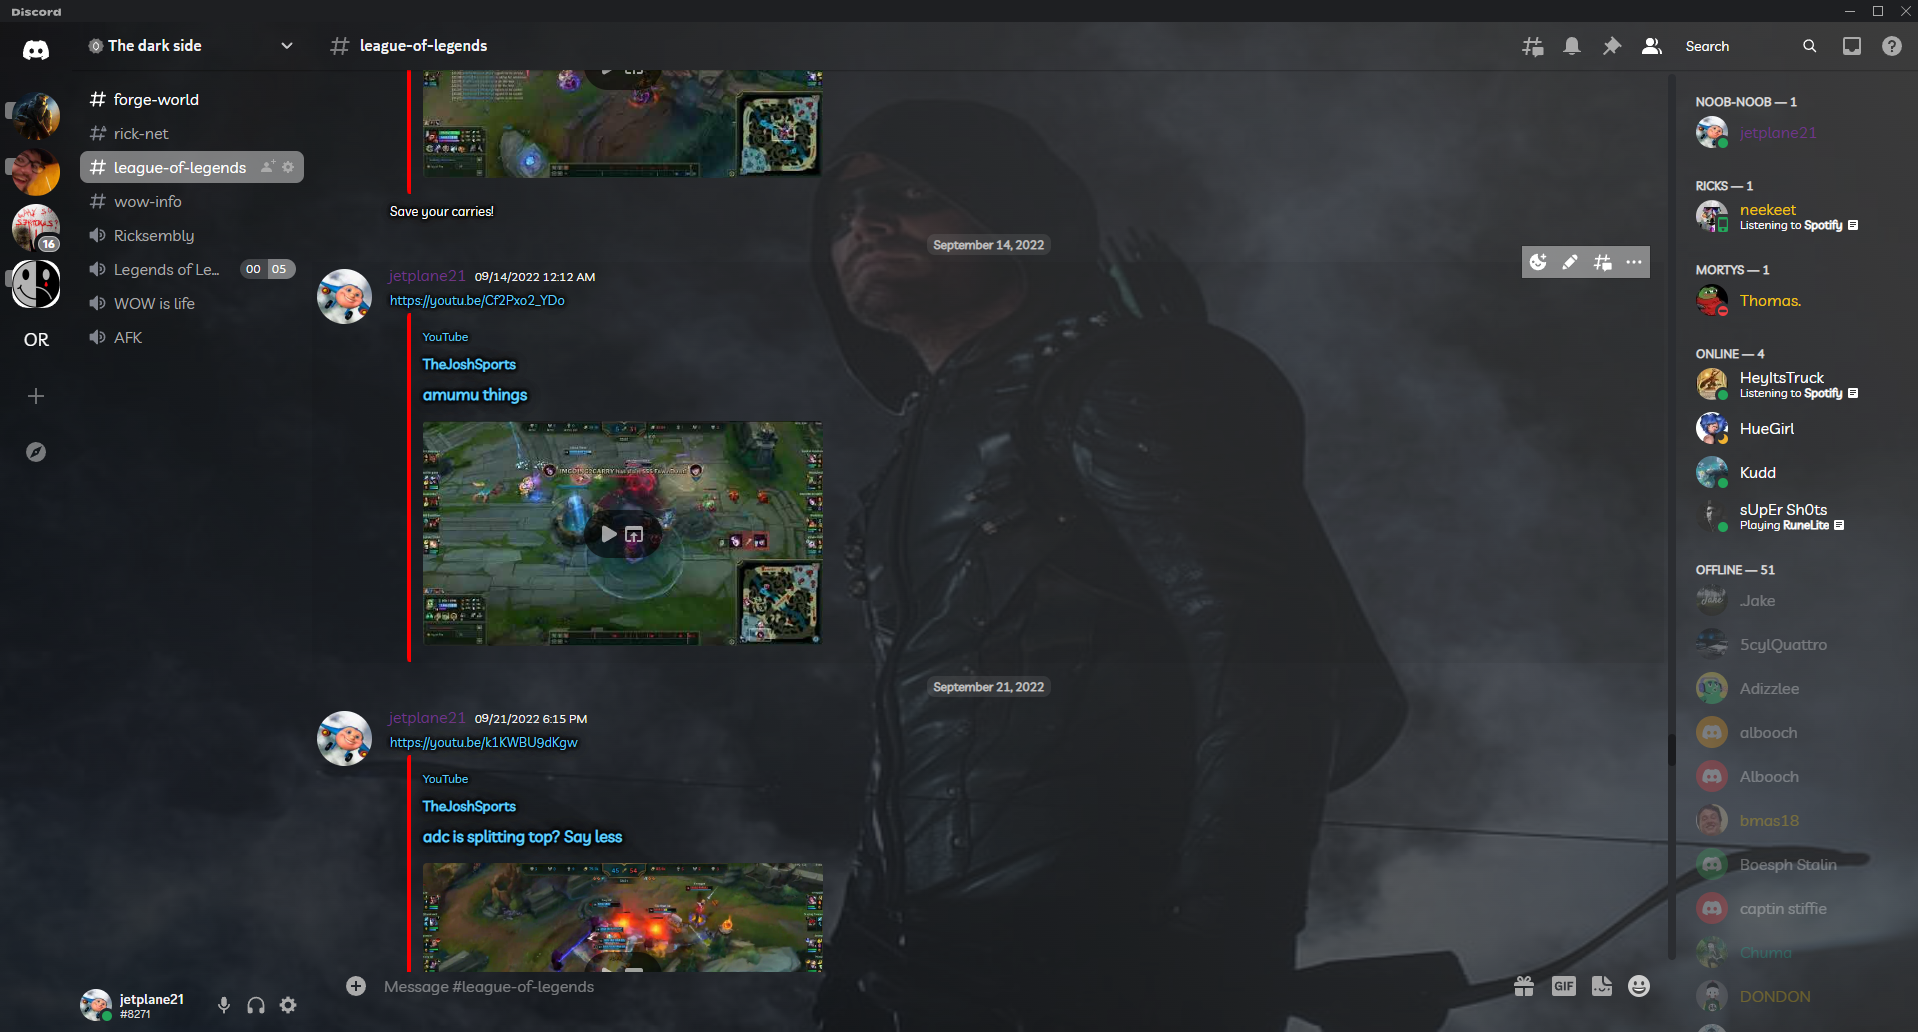 Discord
The dark side
league-of-legends
Search
forge-world
rick-net
league-of-legends
wow-info
Ricksembly
Legends of Le...
00 05
WOW is life
AFK
16
OR
Save your carries!
September 14, 2022
jetplane21 09/14/2022 12:12 AM
https://youtu.be/Cf2Pxo2_YDo
YouTube
TheJoshSports
amumu things
September 21, 2022
jetplane21 09/21/2022 6:15 PM
https://youtu.be/k1KWBU9dKgw
YouTube
TheJoshSports
adc is splitting top? Say less
45 54
Message #league-of-legends
GIF
jetplane21
#8271
NOOB-NOOB — 1
jetplane21
RICKS — 1
neekeet
Listening to Spotify
MORTYS — 1
Thomas.
ONLINE — 4
HeyItsTruck
Listening to Spotify
HueGirl
Kudd
sUpEr Sh0ts
Playing RuneLite
OFFLINE — 51
.Jake
5cylQuattro
Adizzlee
albooch
Albooch
bmas18
Boesph Stalin
captin stiffie
Chuma
DONDON